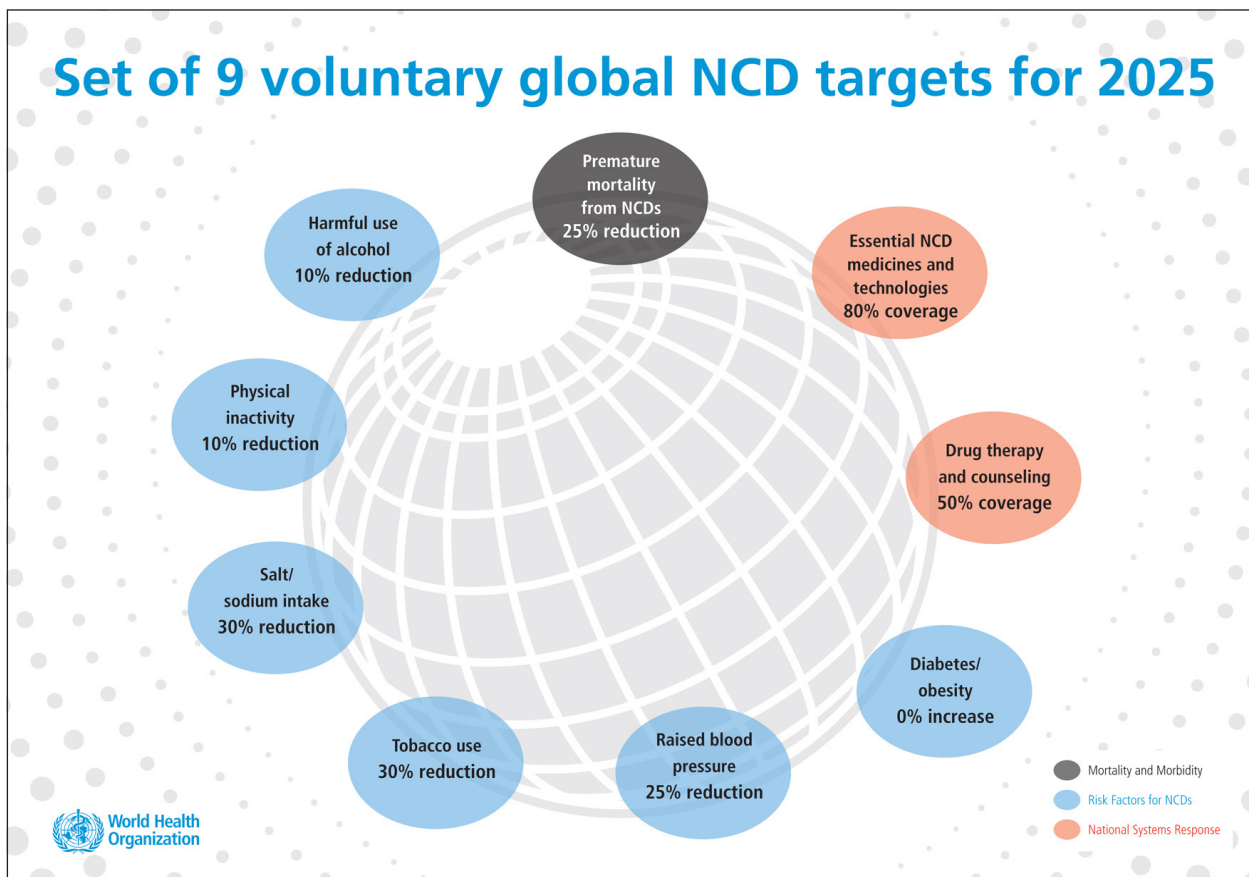 Set of 9 voluntary global NCD targets for 2025
Premature
mortality
from NCDs
25% reduction
Harmful use
of alcohol
10% reduction
Essential NCD
medicines and
technologies
80% coverage
Physical
inactivity
10% reduction
Drug therapy
and counseling
50% coverage
Salt/
sodium intake
30% reduction
Diabetes/
obesity
0% increase
Tobacco use
30% reduction
Raised blood
pressure
25% reduction
Mortality and Morbidity
Risk Factors for NCDs
National Systems Response
World Health
Organization